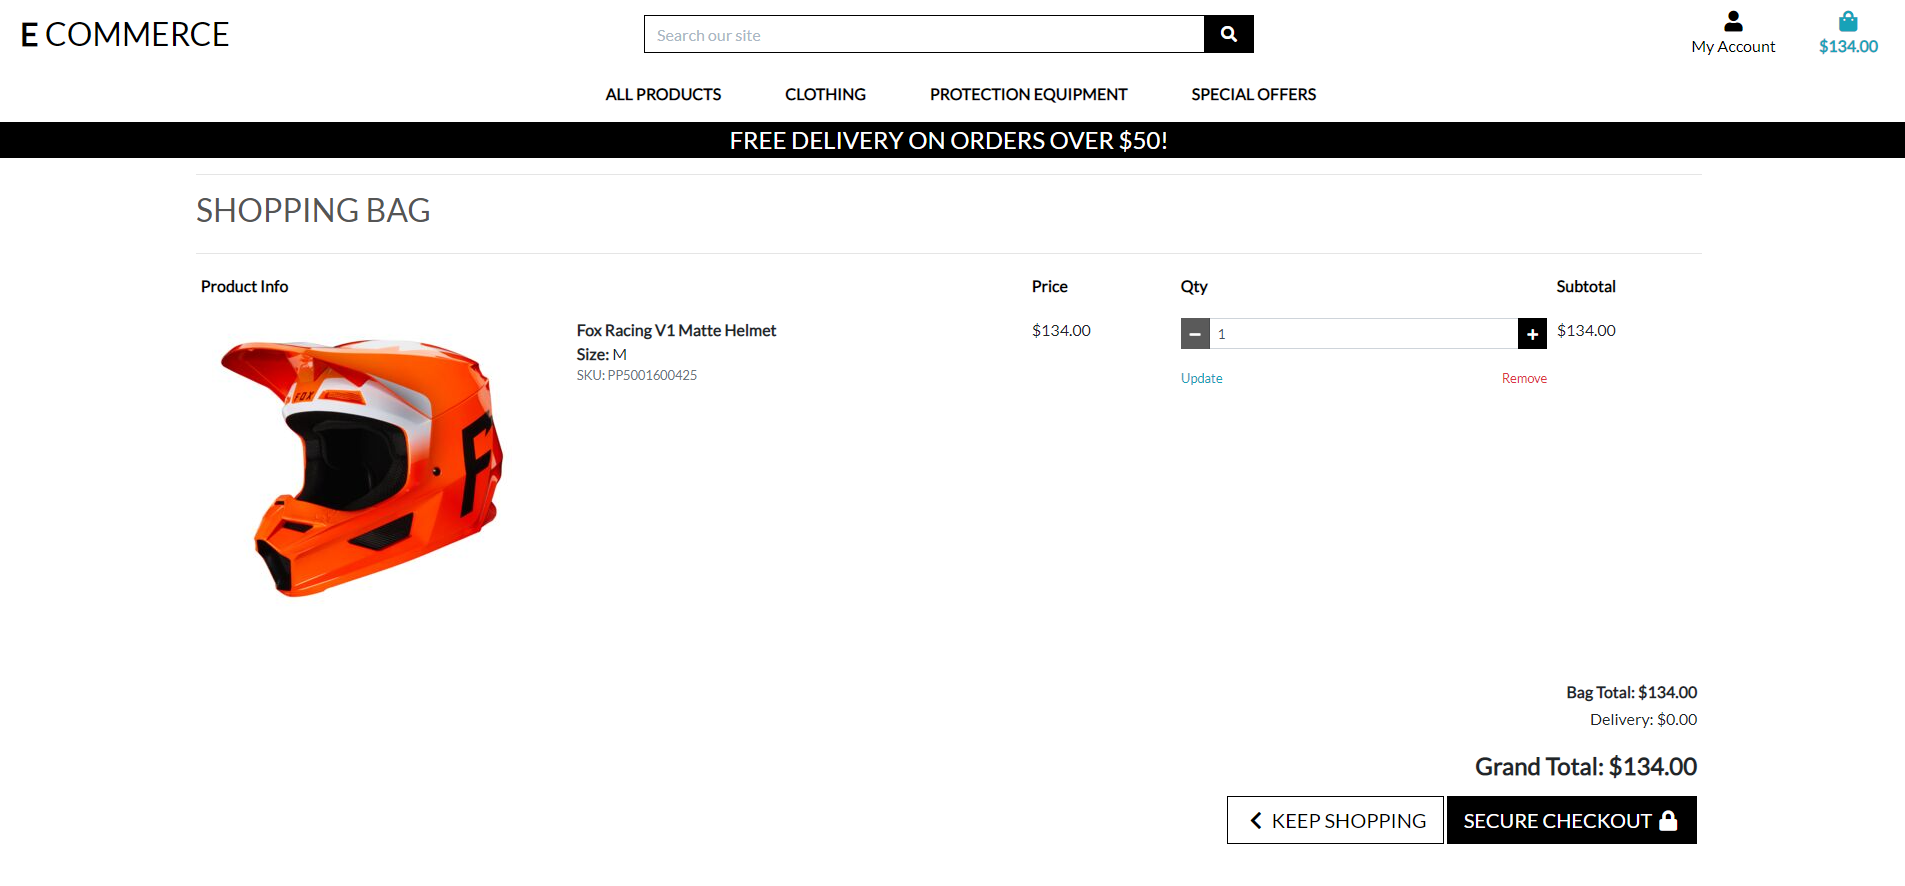 E COMMERCE
Search our site
My Account
$134.00
ALL PRODUCTS
CLOTHING
PROTECTION EQUIPMENT
SPECIAL OFFERS
FREE DELIVERY ON ORDERS OVER $50!
SHOPPING BAG
Product Info
Price
Qty
Subtotal
FOX
F
Fox Racing V1 Matte Helmet
Size: M
SKU: PP5001600425
$134.00
1
$134.00
Update
Remove
Bag Total: $134.00
Delivery: $0.00
Grand Total: $134.00
KEEP SHOPPING
SECURE CHECKOUT